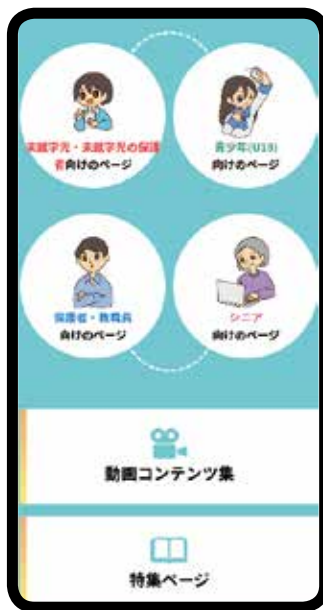 未就学児・未就学児の保護
者向けのページ
青少年(U18)
向けのページ
保護者・教職員
向けのページ
シニア
向けのページ
動画コンテンツ集
特集ページ